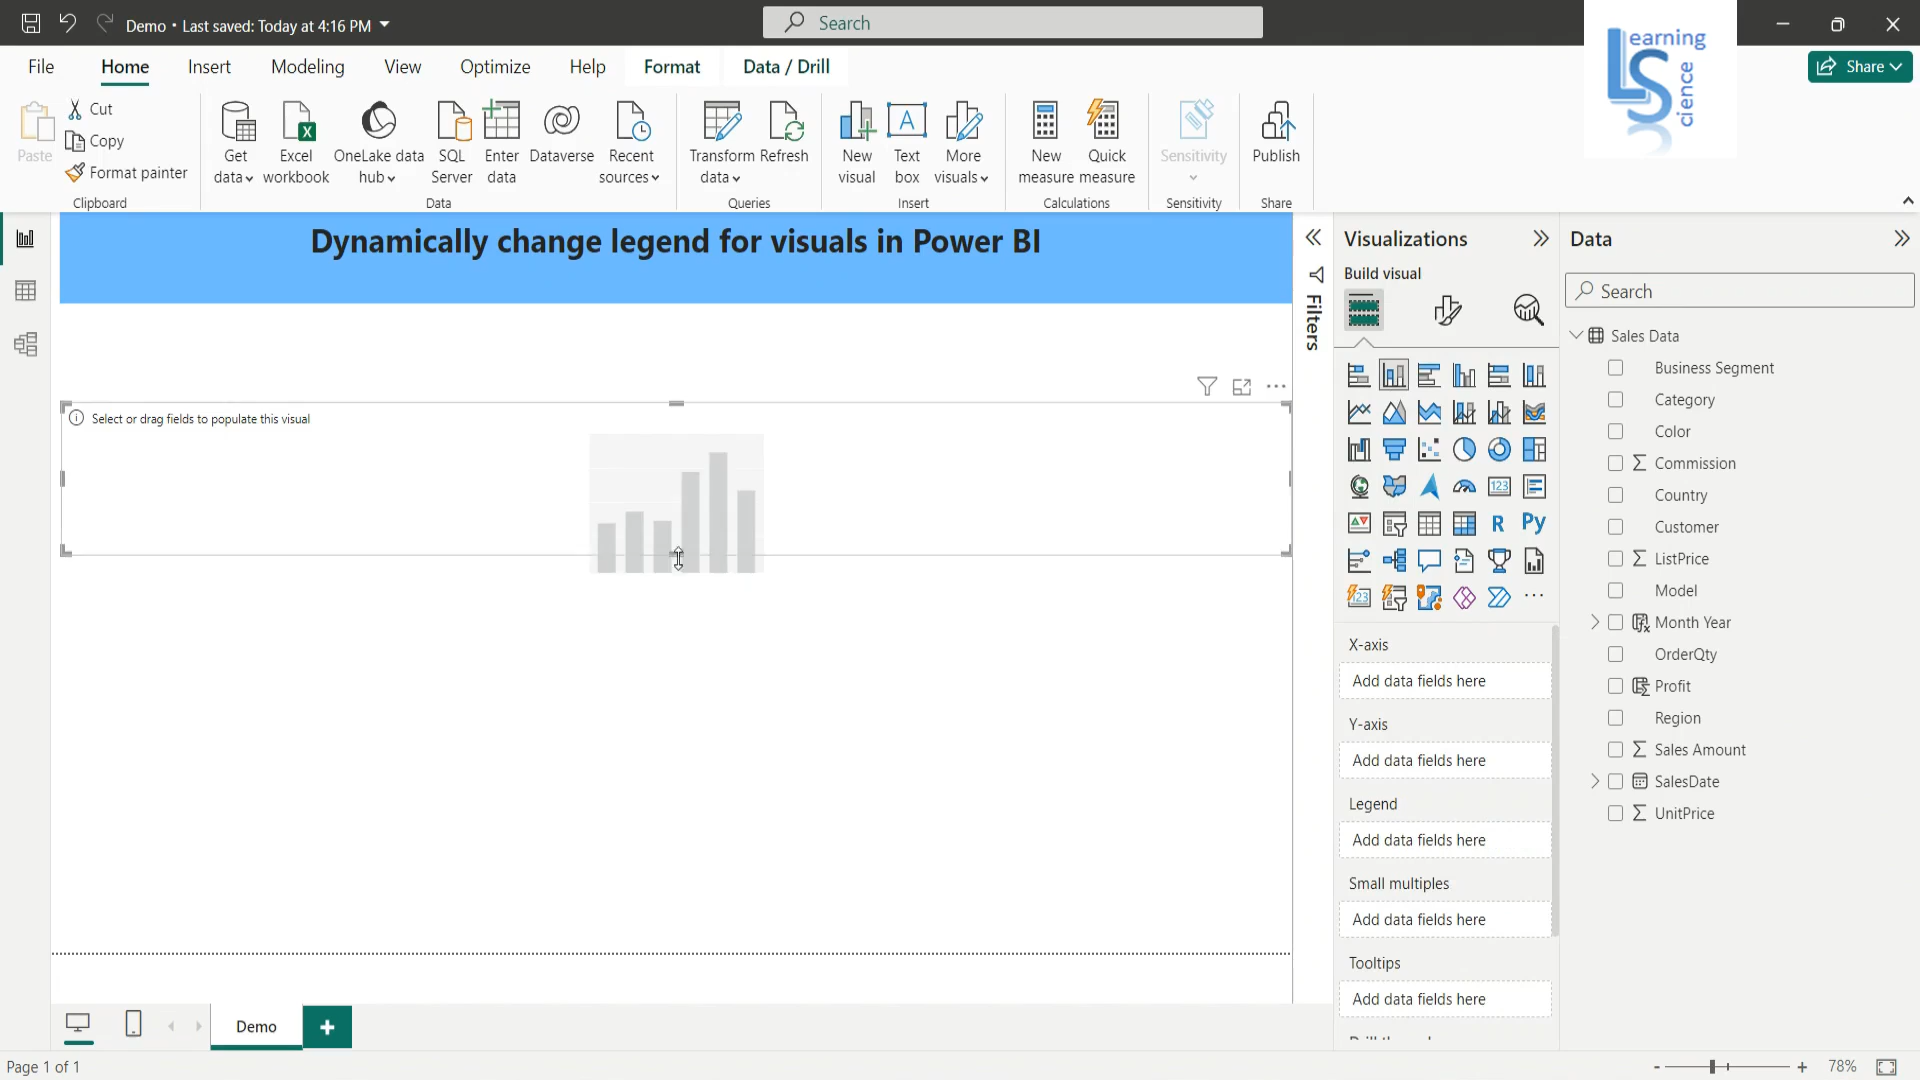 Demo • Last saved: Today at 4:16 PM
Search
Learning Science
File Home Insert Modeling View Optimize Help Format Data / Drill
Share
Paste
Cut
Copy
Format painter
Clipboard
Get data
Excel workbook
OneLake data hub
SQL Server
Enter data
Dataverse
Recent sources
Data
Transform data
Refresh
Queries
New visual
Text box
More visuals
Insert
New measure
Quick measure
Calculations
Sensitivity
Sensitivity
Publish
Share
Dynamically change legend for visuals in Power BI
Select or drag fields to populate this visual
Filters
Visualizations
Build visual
123
R
Py
123
X-axis
Add data fields here
Y-axis
Add data fields here
Legend
Add data fields here
Small multiples
Add data fields here
Tooltips
Add data fields here
Data
Search
Sales Data
Business Segment
Category
Color
Σ Commission
Country
Customer
Σ ListPrice
Model
Month Year
OrderQty
Profit
Region
Σ Sales Amount
SalesDate
Σ UnitPrice
Demo
+
Page 1 of 1
- + 78%